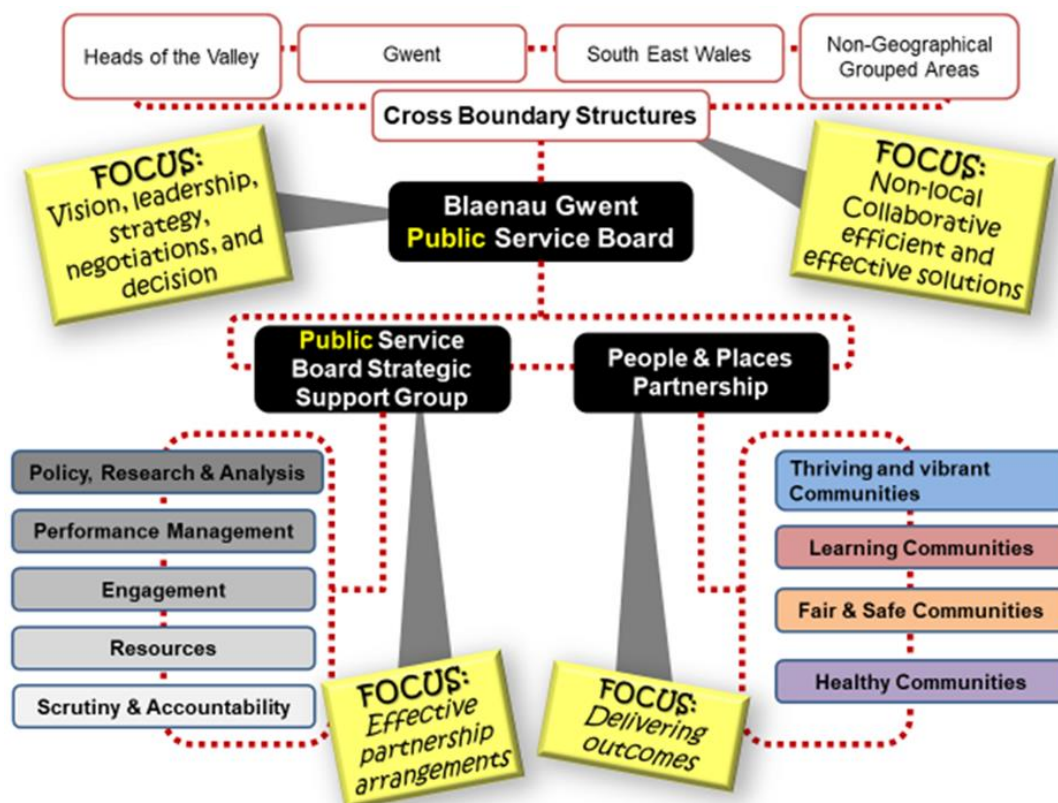 Heads of the Valley
Gwent
South East Wales
Non-Geographical
Grouped Areas
Cross Boundary Structures
FOCUS:
Vision, leadership,
strategy,
negotiations, and
decision
Blaenau Gwent
Public Service Board
FOCUS:
Non-local
Collaborative
efficient and
effective solutions
Public Service
Board Strategic
Support Group
People & Places
Partnership
Policy, Research & Analysis
Performance Management
Engagement
Resources
Scrutiny & Accountability
Thriving and vibrant
Communities
Learning Communities
Fair & Safe Communities
Healthy Communities
FOCUS:
Effective
partnership
arrangements
FOCUS:
Delivering
outcomes